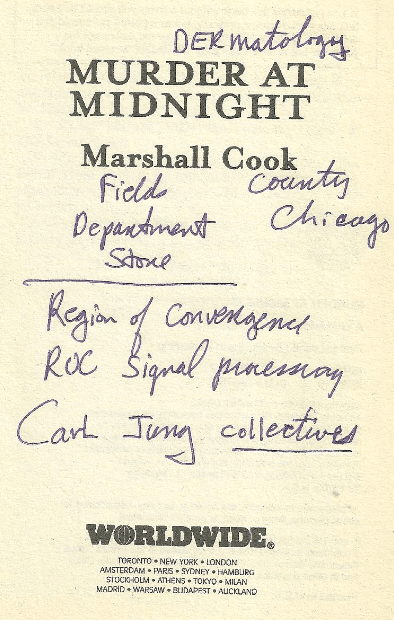 DERmatology
MURDER AT
MIDNIGHT
Marshall Cook
Fields County
Department Chicago
Store
Region of Convergence
ROC Signal processing
Carl Jung collectives
WORLDWIDE®
TORONTO • NEW YORK • LONDON
AMSTERDAM • PARIS • SYDNEY • HAMBURG
STOCKHOLM • ATHENS • TOKYO • MILAN
MADRID • WARSAW • BUDAPEST • AUCKLAND